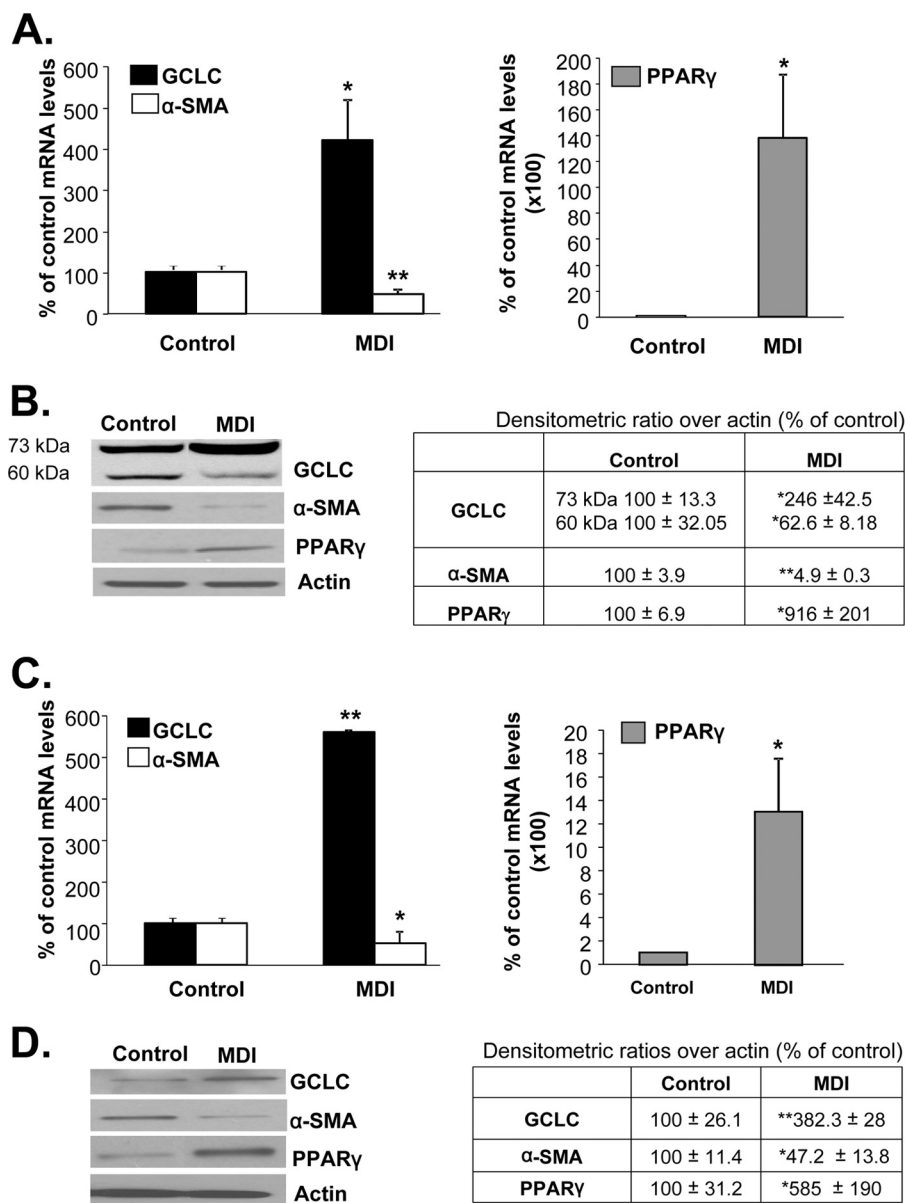 A.
% of control mRNA levels
600
500
400
300
200
100
0
GCLC
α-SMA
*
**
Control
MDI
% of control mRNA levels
(x100)
200
180
160
140
120
100
80
60
40
20
0
PPARγ
*
Control
MDI
B.
Control MDI
73 kDa
60 kDa
GCLC
α-SMA
PPARγ
Actin
Densitometric ratio over actin (% of control)
Control MDI
GCLC
73 kDa 100 ± 13.3 *246 ±42.5
60 kDa 100 ± 32.05 *62.6 ± 8.18
α-SMA 100 ± 3.9 **4.9 ± 0.3
PPARγ 100 ± 6.9 *916 ± 201
C.
% of control mRNA levels
600
500
400
300
200
100
0
GCLC
α-SMA
**
*
Control
MDI
% of control mRNA levels
(x100)
20
18
16
14
12
10
8
6
4
2
0
PPARγ
*
Control
MDI
D.
Control MDI
GCLC
α-SMA
PPARγ
Actin
Densitometric ratios over actin (% of control)
Control MDI
GCLC 100 ± 26.1 **382.3 ± 28
α-SMA 100 ± 11.4 *47.2 ± 13.8
PPARγ 100 ± 31.2 *585 ± 190